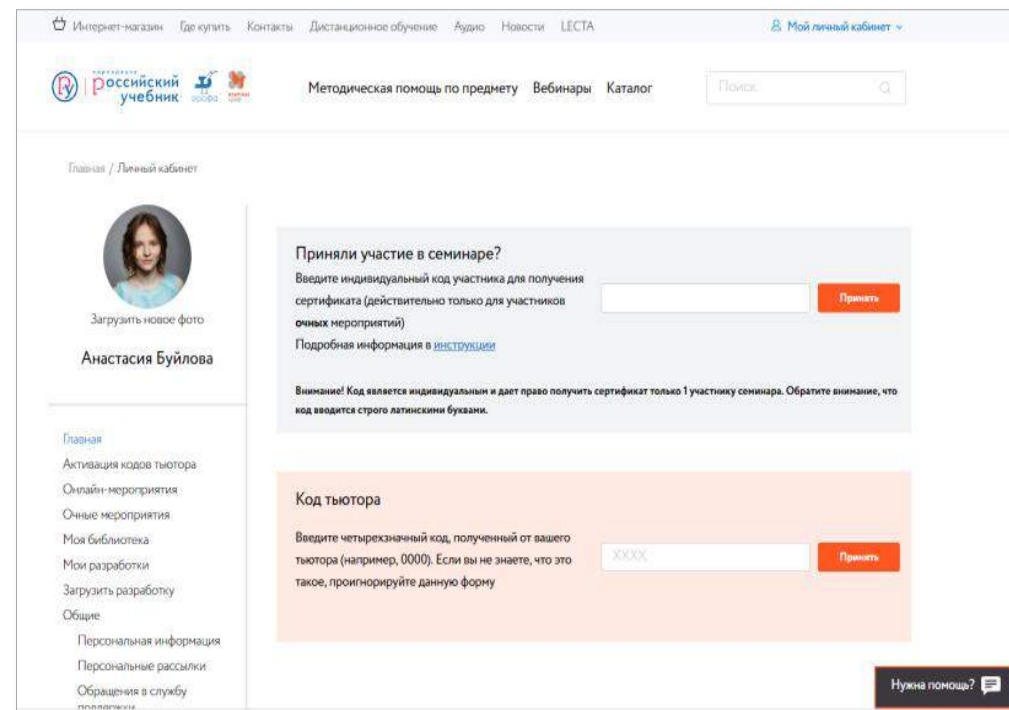 Интернет-магазин Где купить Контакты Дистанционное обучение Аудио Новости LECTA Мой личный кабинет
российский
учебник
Методическая помощь по предмету Вебинары Каталог Поиск
Главная / Личный кабинет
Загрузить новое фото
Анастасия Буйлова
Главная
Активация кодов тьютора
Онлайн-мероприятия
Очные мероприятия
Моя библиотека
Мои разработки
Загрузить разработку
Общие
Персональная информация
Персональные рассылки
Обращения в службу
поддержки
Приняли участие в семинаре?
Введите индивидуальный код участника для получения
сертификата (действительно только для участников
очных мероприятий)
Подробная информация в инструкции
Принять
Внимание! Код является индивидуальным и дает право получить сертификат только 1 участнику семинара. Обратите внимание, что
код вводится строго латинскими буквами.
Код тьютора
Введите четырехзначный код, полученный от вашего
тьютора (например, 0000). Если вы не знаете, что это
такое, проигнорируйте данную форму
XXXX
Принять
Нужна помощь?